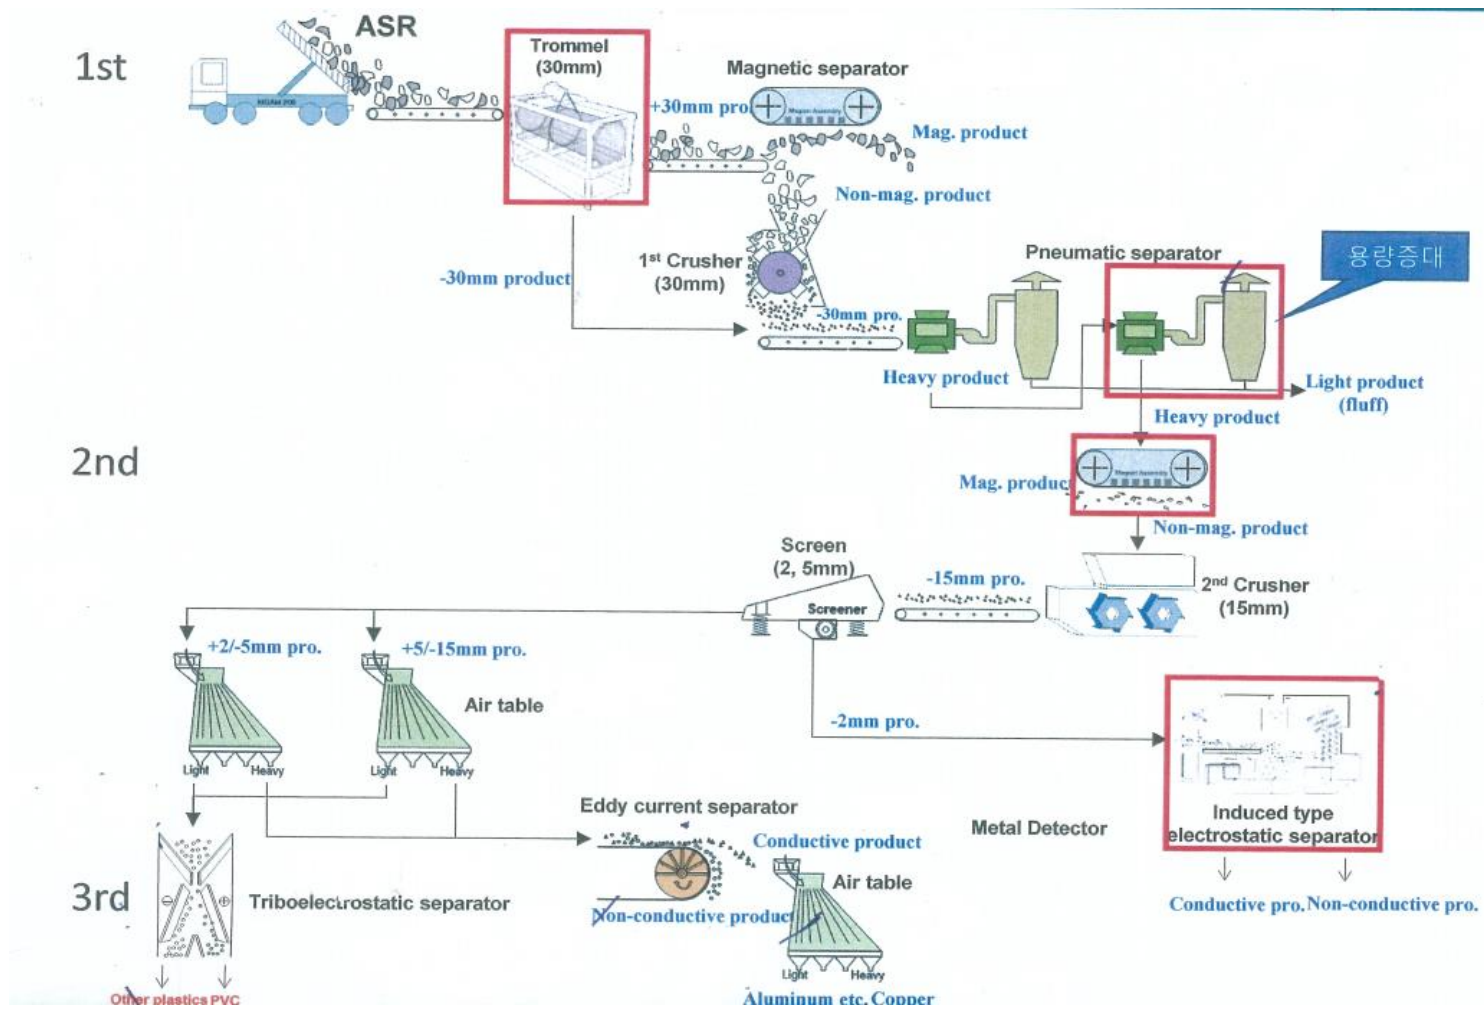 1st
ASR
Trommel
(30mm)
Magnetic separator
+30mm pro.
Magnet Assembly
Mag. product
Non-mag. product
-30mm product
1st Crusher
(30mm)
-30mm pro.
Pneumatic separator
용량증대
Heavy product
Light product
(fluff)
Heavy product
2nd
Magnet Assembly
Mag. product
Non-mag. product
Screen
(2, 5mm)
Screener
-15mm pro.
2nd Crusher
(15mm)
+2/-5mm pro.
+5/-15mm pro.
Air table
Light
Heavy
Light
Heavy
-2mm pro.
Induced type
electrostatic separator
Conductive pro.
Non-conductive pro.
Eddy current separator
Metal Detector
Conductive product
3rd
Triboelectrostatic separator
Non-conductive product
Air table
Light
Heavy
Other plastics
PVC
Aluminum etc.
Copper